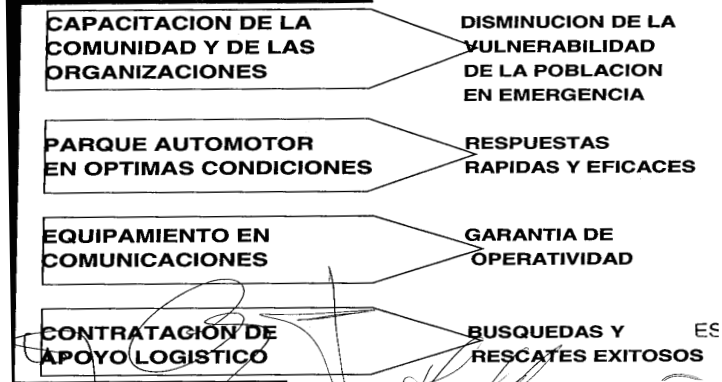 CAPACITACION DE LA
COMUNIDAD Y DE LAS
ORGANIZACIONES
DISMINUCION DE LA
VULNERABILIDAD
DE LA POBLACION
EN EMERGENCIA
PARQUE AUTOMOTOR
EN OPTIMAS CONDICIONES
RESPUESTAS
RAPIDAS Y EFICACES
EQUIPAMIENTO EN
COMUNICACIONES
GARANTIA DE
OPERATIVIDAD
CONTRATACION DE
APOYO LOGISTICO
BUSQUEDAS Y
RESCATES EXITOSOS
ES